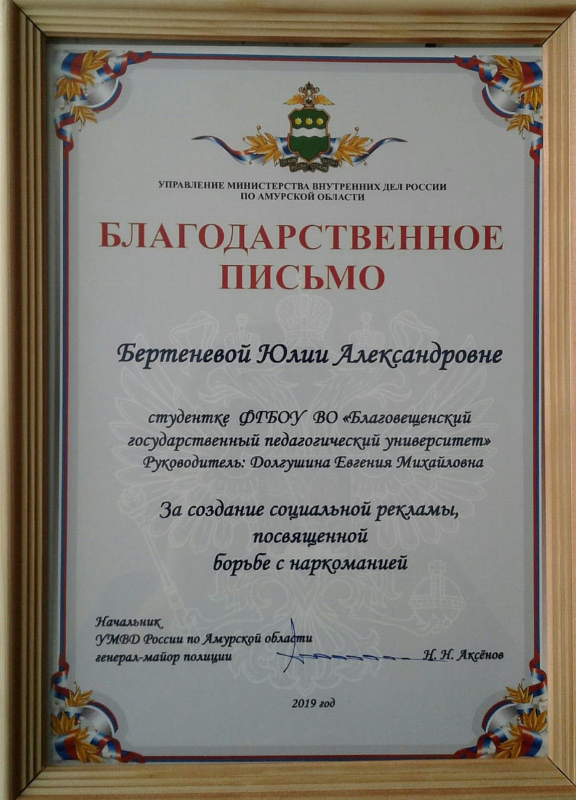 УПРАВЛЕНИЕ МИНИСТЕРСТВА ВНУТРЕННИХ ДЕЛ РОССИИ
ПО АМУРСКОЙ ОБЛАСТИ
БЛАГОДАРСТВЕННОЕ
ПИСЬМО
Бертеневой Юлии Александровне
студентке ФГБОУ ВО «Благовещенский
государственный педагогический университет»
Руководитель: Долгушина Евгения Михайловна
За создание социальной рекламы,
посвященной
борьбе с наркоманией
Начальник
УМВД России по Амурской области
генерал-майор полиции Н. Н. Аксёнов
2019 год